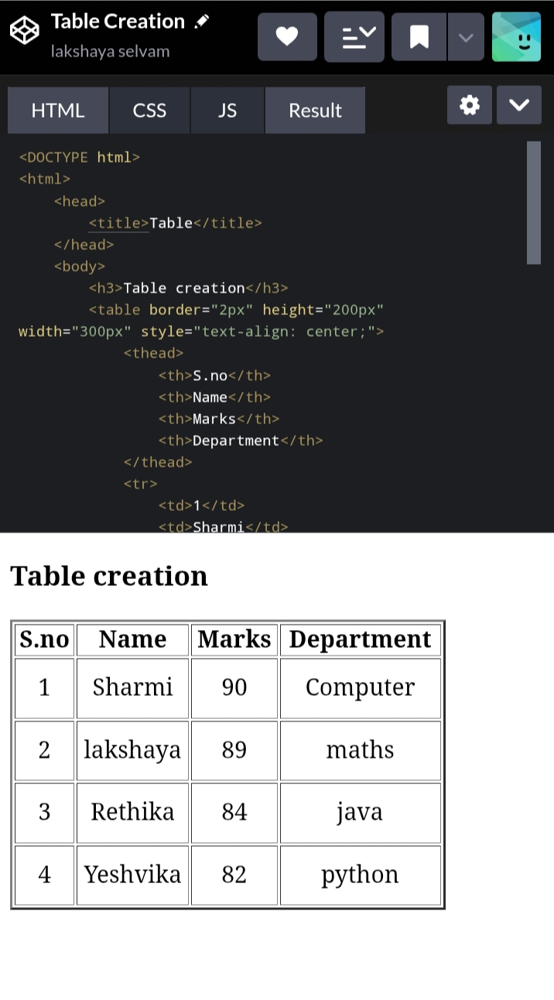 Table Creation
lakshaya selvam
HTML CSS JS Result
<DOCTYPE html>
<html>
<head>
<title>Table</title>
</head>
<body>
<h3>Table creation</h3>
<table border="2px" height="200px"
width="300px" style="text-align: center;">
<thead>
<th>S.no</th>
<th>Name</th>
<th>Marks</th>
<th>Department</th>
</thead>
<tr>
<td>1</td>
<td>Sharmi</td>
Table creation
S.no Name Marks Department
1 Sharmi 90 Computer
2 lakshaya 89 maths
3 Rethika 84 java
4 Yeshvika 82 python